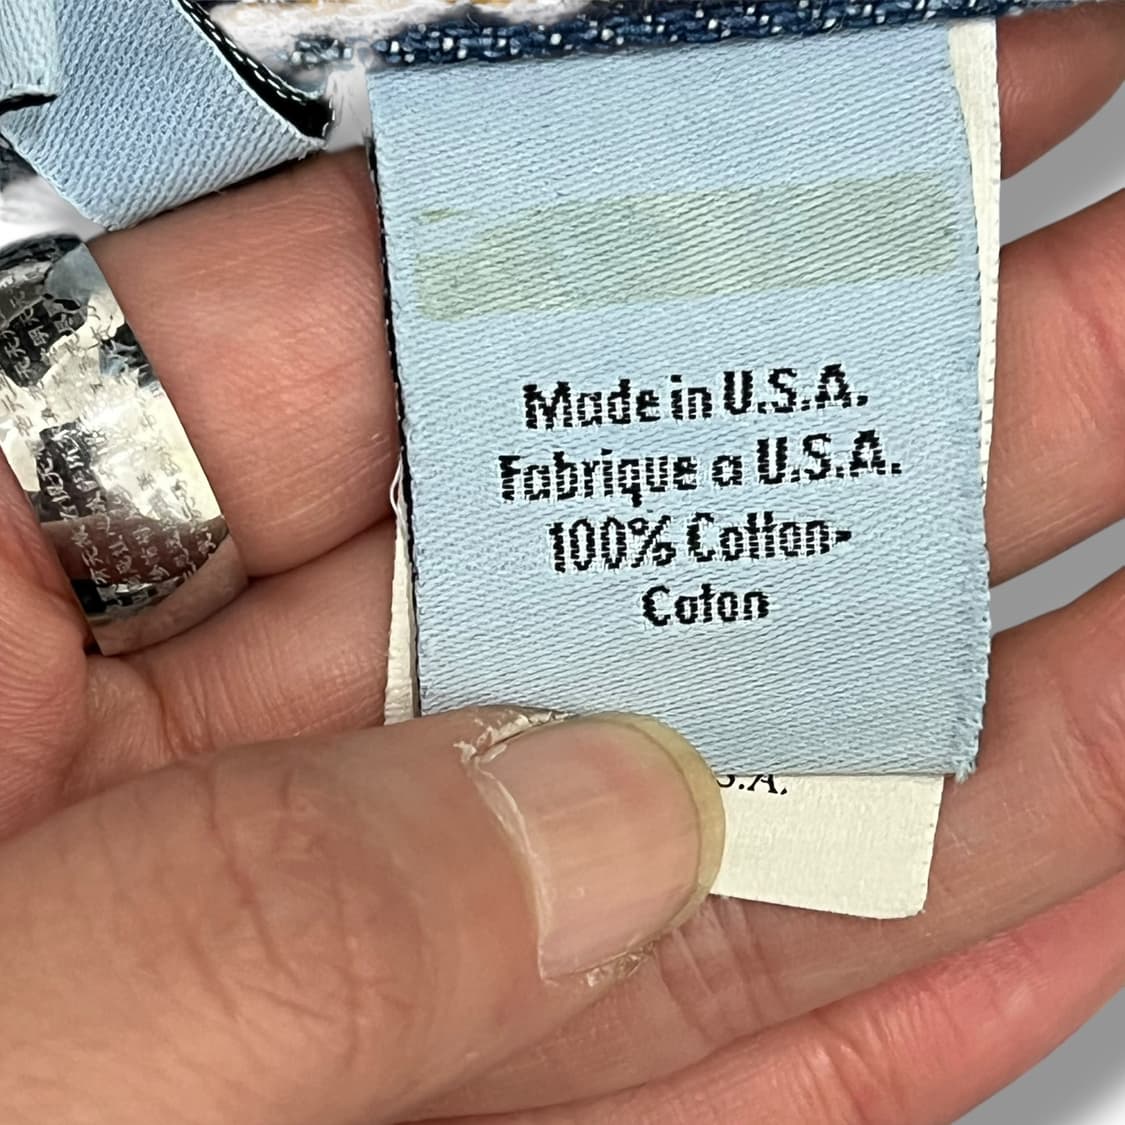 Made in U.S.A.
Fabrique a U.S.A.
100% Cotton-
Coton
S.A.